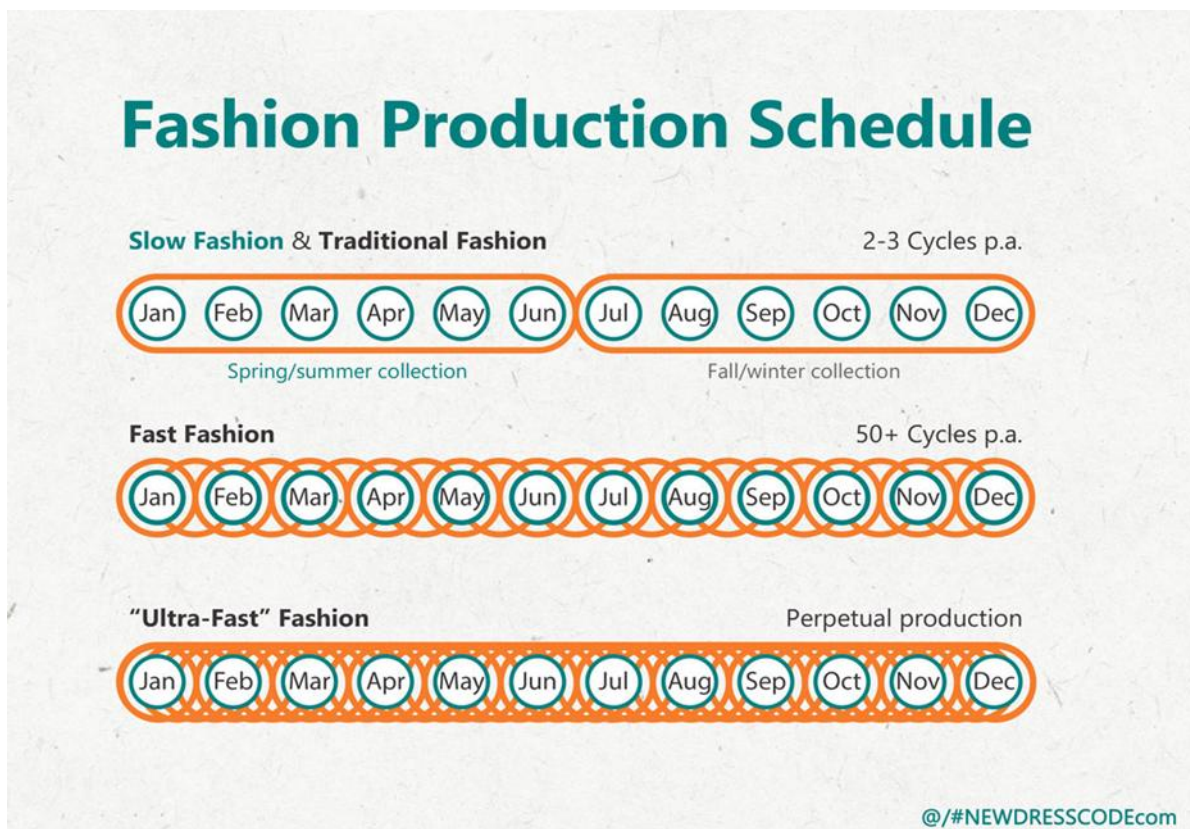 Fashion Production Schedule
Slow Fashion & Traditional Fashion 2-3 Cycles p.a.
Jan Feb Mar Apr May Jun Jul Aug Sep Oct Nov Dec
Spring/summer collection Fall/winter collection
Fast Fashion 50+ Cycles p.a.
Jan Feb Mar Apr May Jun Jul Aug Sep Oct Nov Dec
“Ultra-Fast” Fashion Perpetual production
Jan Feb Mar Apr May Jun Jul Aug Sep Oct Nov Dec
@/#NEWDRESSCODEcom